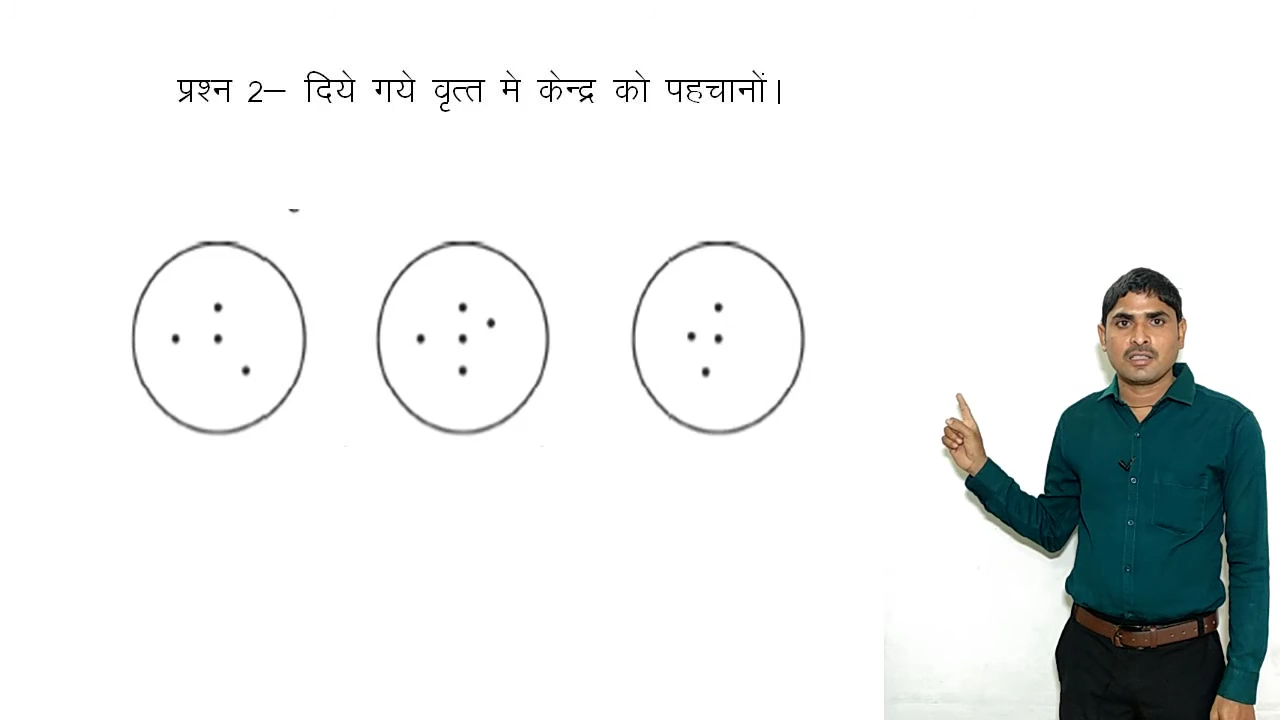 प्रश्न 2– दिये गये वृत्त मे केन्द्र को पहचानों।